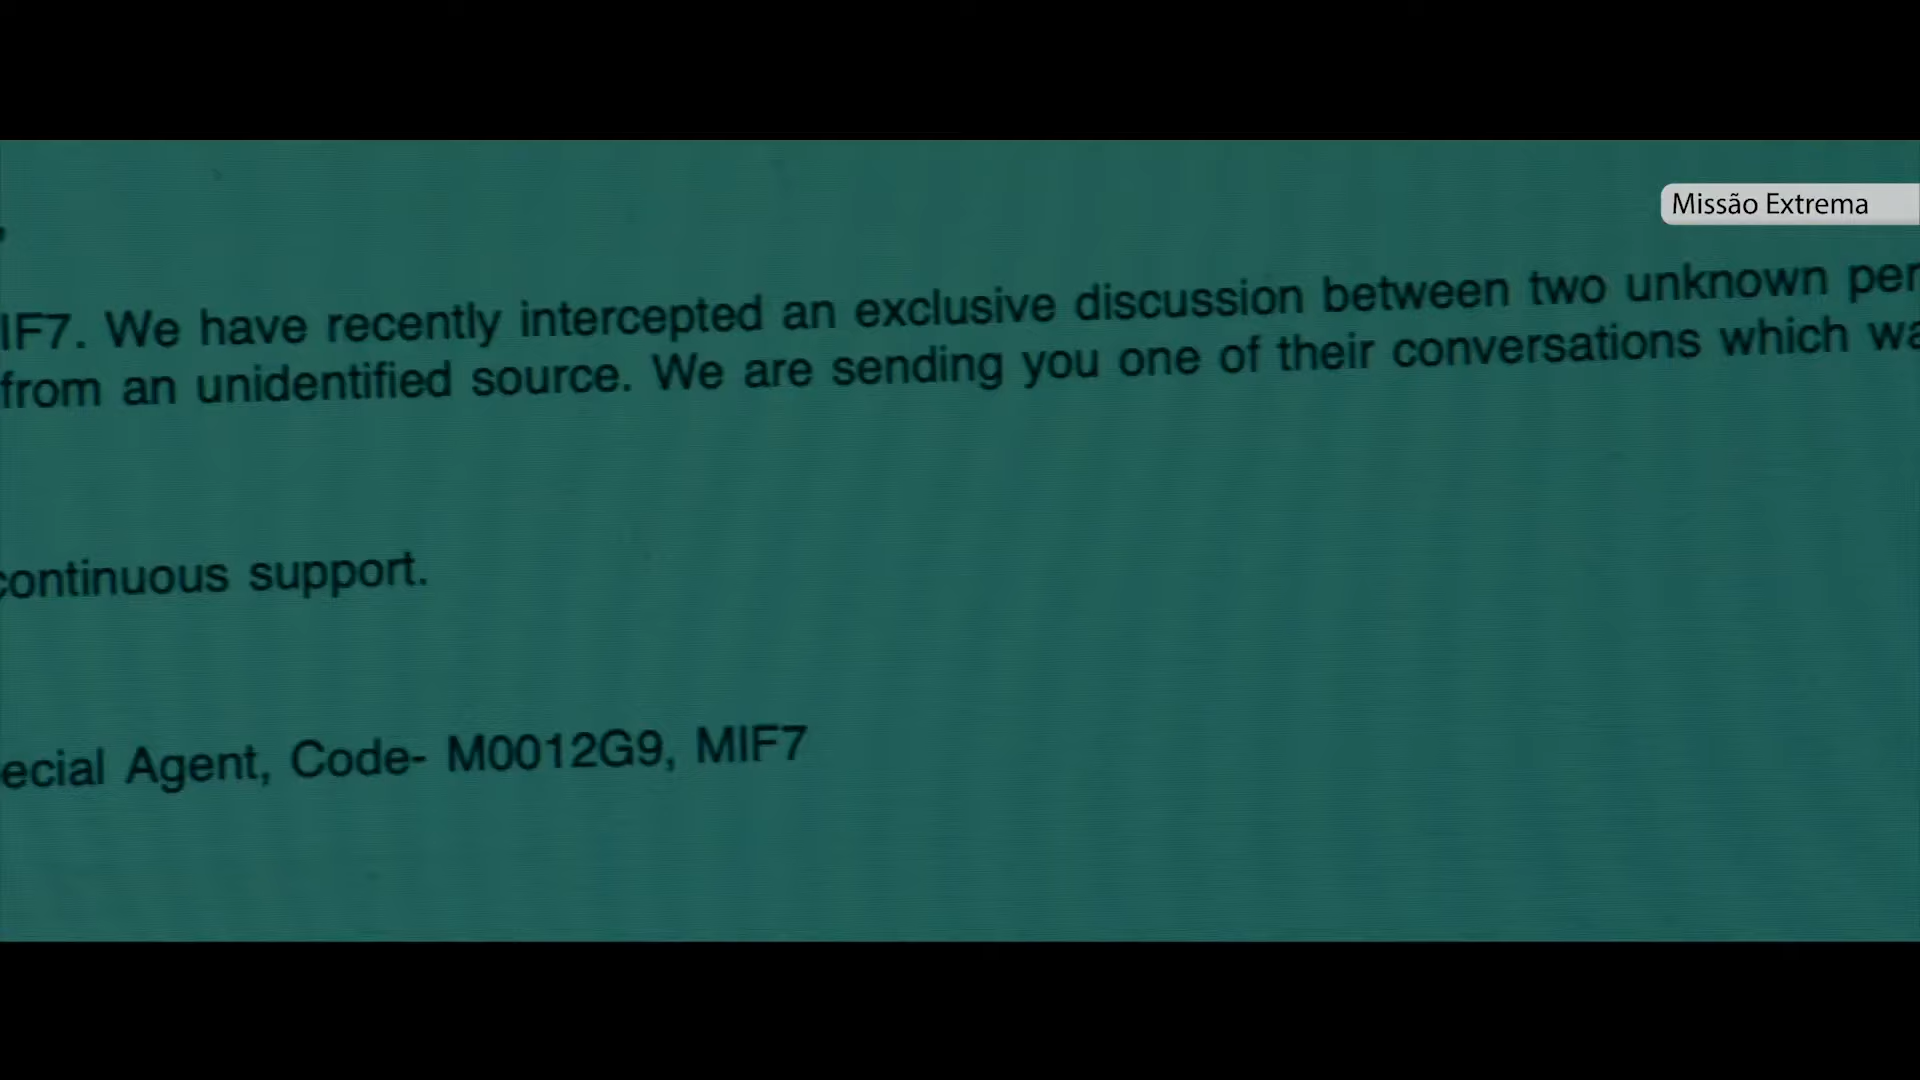 Missão Extrema
IF7. We have recently intercepted an exclusive discussion between two unknown per
from an unidentified source. We are sending you one of their conversations which wa
continuous support.
ecial Agent, Code- M0012G9, MIF7